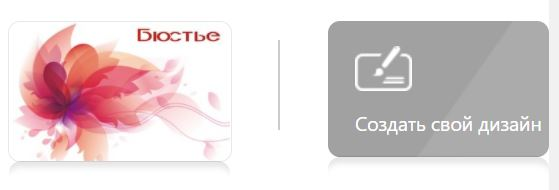 Бюстье
Создать свой дизайн